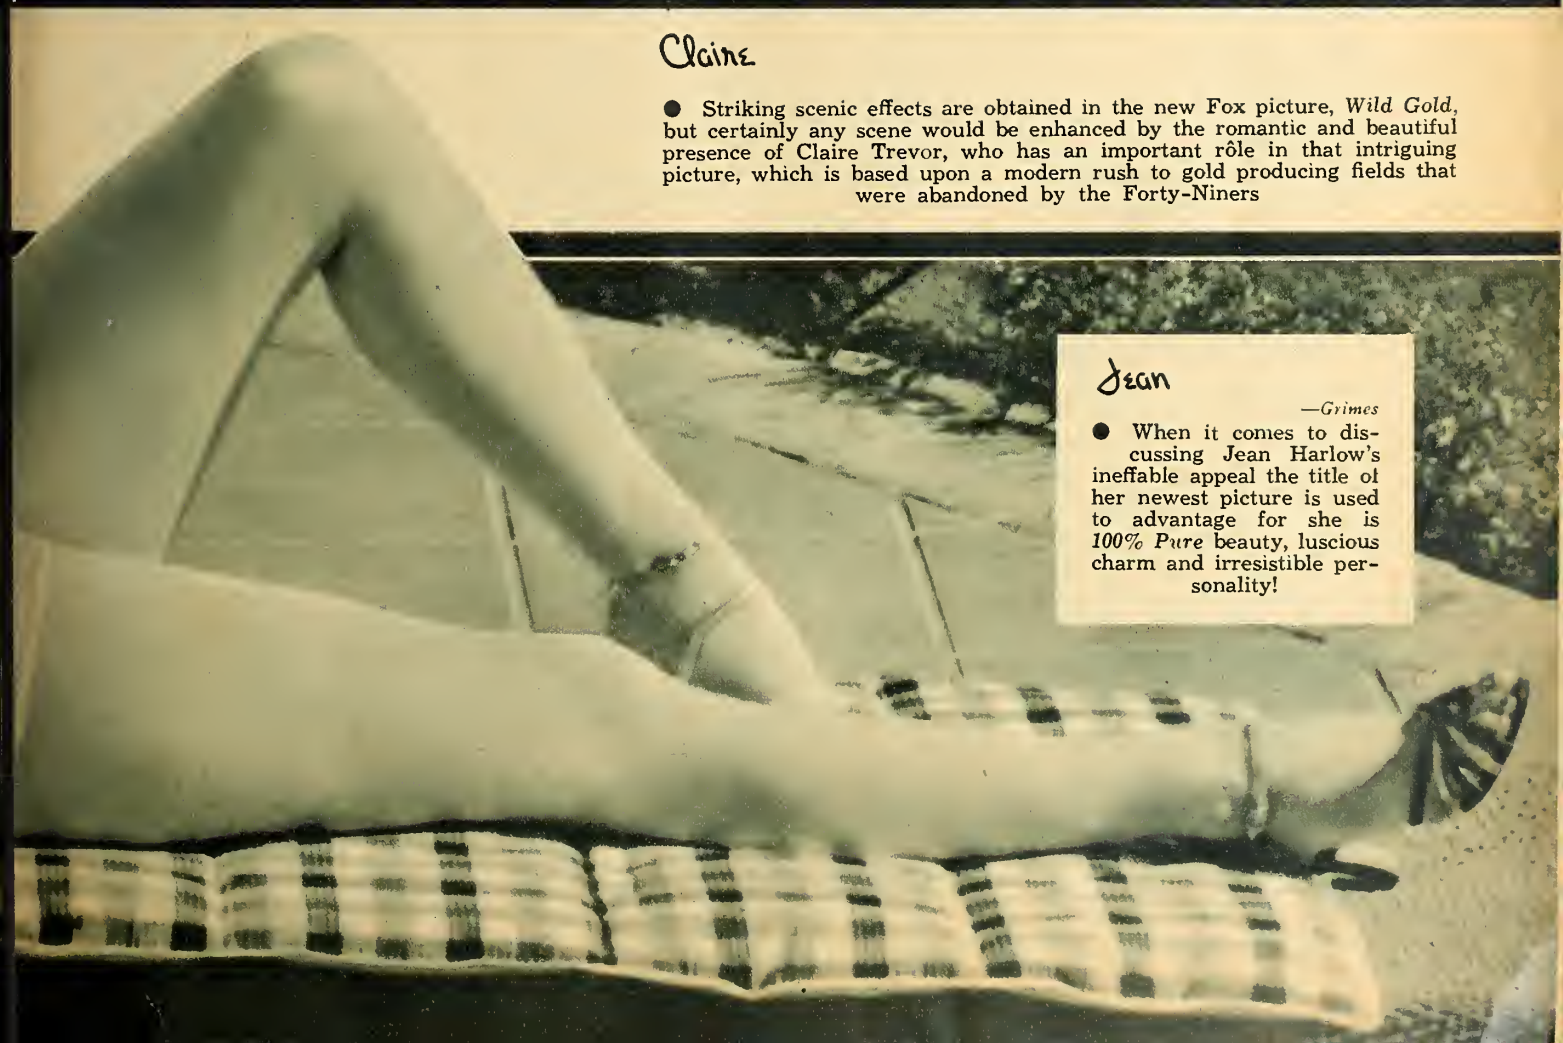 Claire
● Striking scenic effects are obtained in the new Fox picture, Wild Gold,
but certainly any scene would be enhanced by the romantic and beautiful
presence of Claire Trevor, who has an important rôle in that intriguing
picture, which is based upon a modern rush to gold producing fields that
were abandoned by the Forty-Niners
Jean
—Grimes
● When it comes to dis-
cussing Jean Harlow's
ineffable appeal the title of
her newest picture is used
to advantage for she is
100% Pure beauty, luscious
charm and irresistible per-
sonality!